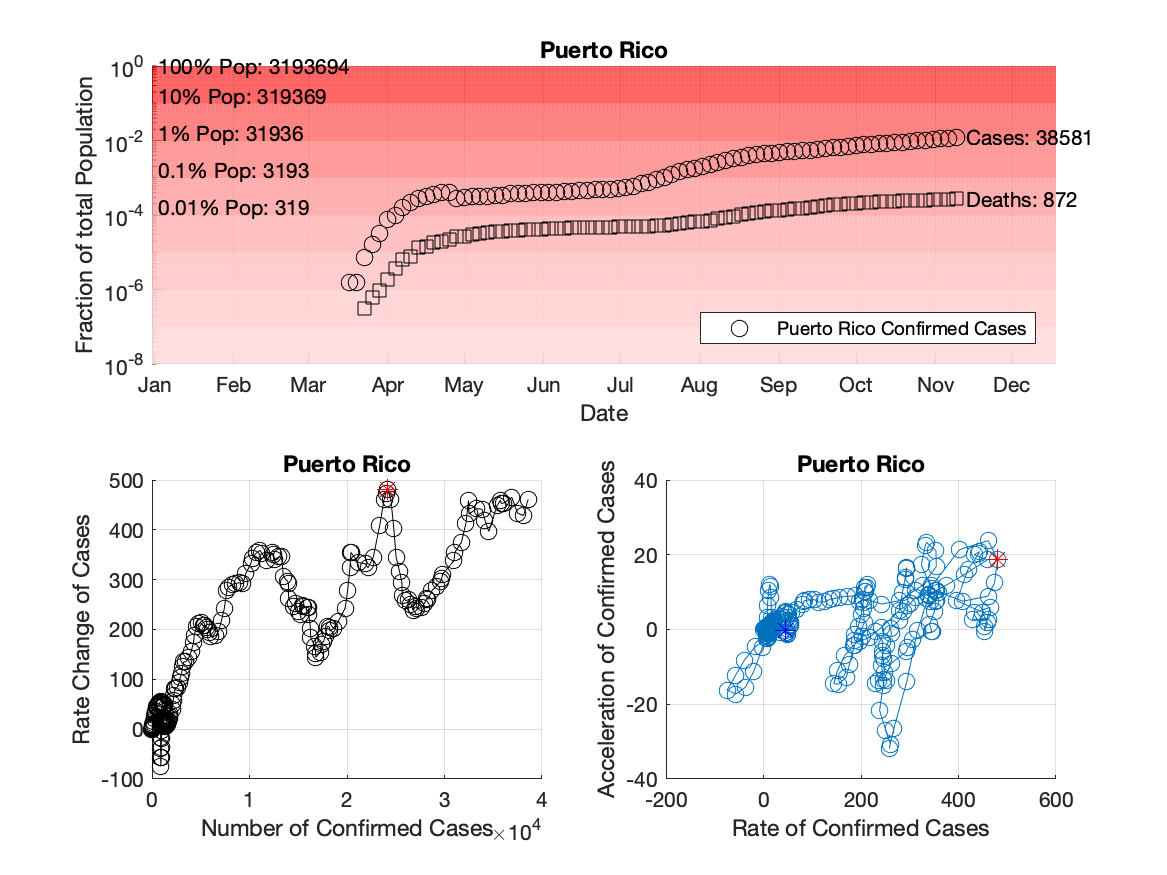 Puerto Rico
Fraction of total Population
10^0
10^-2
10^-4
10^-6
10^-8
100% Pop: 3193694
10% Pop: 319369
1% Pop: 31936
0.1% Pop: 3193
0.01% Pop: 319
Cases: 38581
Deaths: 872
Puerto Rico Confirmed Cases
Jan Feb Mar Apr May Jun Jul Aug Sep Oct Nov Dec
Date
Puerto Rico
Rate Change of Cases
500
400
300
200
100
0
-100
0 1 2 3 4
Number of Confirmed Cases ×10^4
Puerto Rico
Acceleration of Confirmed Cases
40
20
0
-20
-40
-200 0 200 400 600
Rate of Confirmed Cases